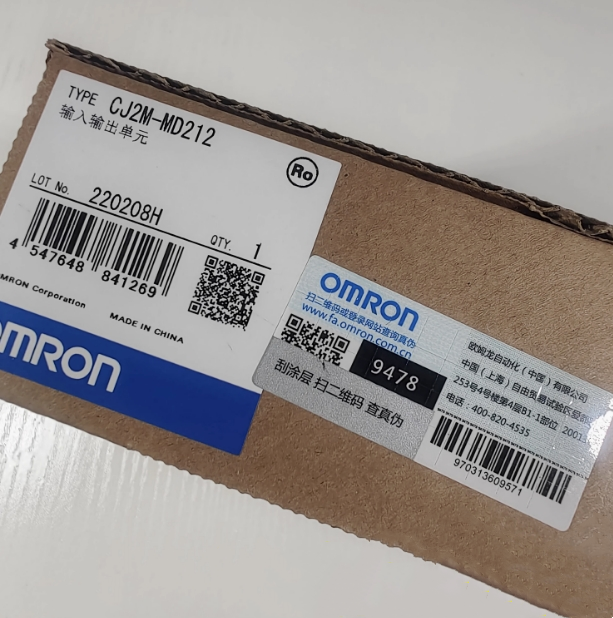 TYPE CJ2M-MD212
输入输出单元
Ro
LOT No. 220208H
QTY. 1
4 547648 841269
OMRON Corporation
MADE IN CHINA
OMRON
OMRON
扫二维码或登录网站查询真伪
www.fa.omron.com.cn
9478
刮涂层 扫二维码 查真伪
欧姆龙自动化(中国)有限公司
中国(上海)自由贸易试验区
253号4号楼第4层B1-1部位
电话:400-820-4535
970313609571